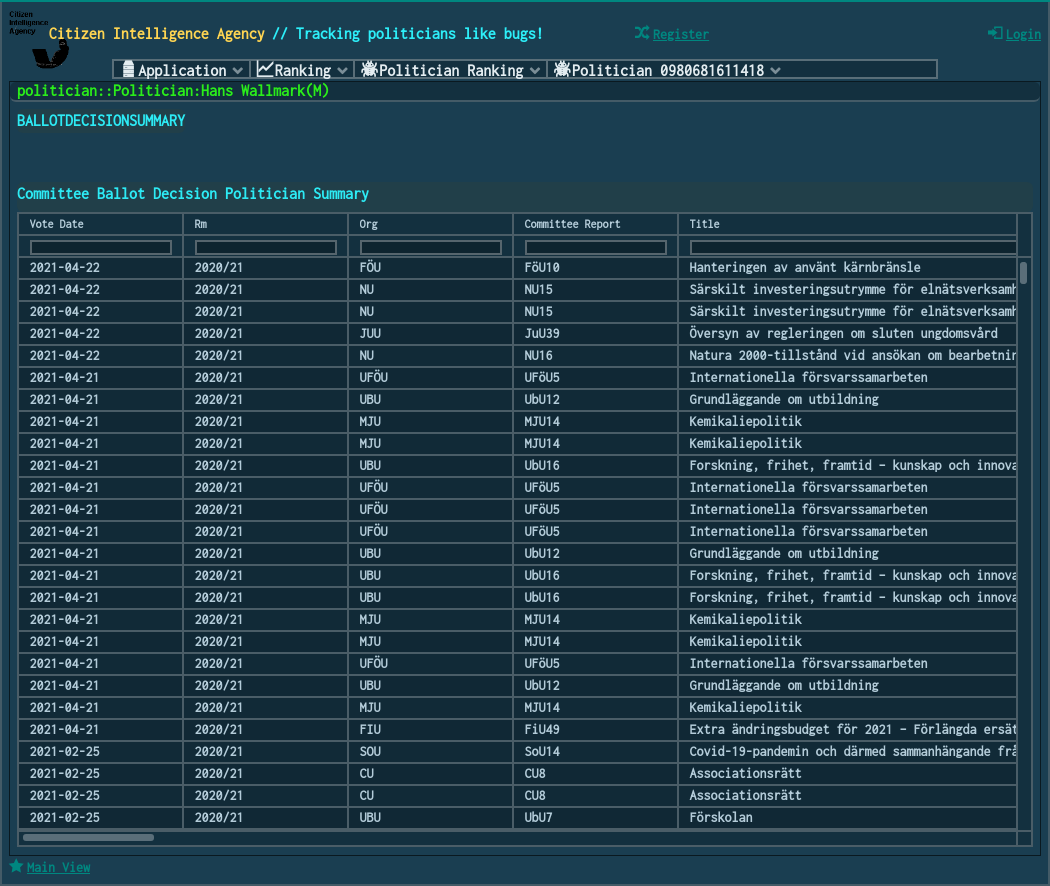 Citizen
Intelligence
Agency
Citizen Intelligence Agency // Tracking politicians like bugs!
Register
Login
Application Ranking Politician Ranking Politician 0980681611418
politician::Politician:Hans Wallmark(M)
BALLOTDECISIONSUMMARY
Committee Ballot Decision Politician Summary
Vote Date Rm Org Committee Report Title
2021-04-22 2020/21 FÖU FöU10 Hanteringen av använt kärnbränsle
2021-04-22 2020/21 NU NU15 Särskilt investeringsutrymme för elnätsverksamh
2021-04-22 2020/21 NU NU15 Särskilt investeringsutrymme för elnätsverksamh
2021-04-22 2020/21 JUU JuU39 Översyn av regleringen om sluten ungdomsvård
2021-04-22 2020/21 NU NU16 Natura 2000-tillstånd vid ansökan om bearbetnin
2021-04-21 2020/21 UFÖU UFöU5 Internationella försvarssamarbeten
2021-04-21 2020/21 UBU UbU12 Grundläggande om utbildning
2021-04-21 2020/21 MJU MJU14 Kemikaliepolitik
2021-04-21 2020/21 MJU MJU14 Kemikaliepolitik
2021-04-21 2020/21 UBU UbU16 Forskning, frihet, framtid – kunskap och innova
2021-04-21 2020/21 UFÖU UFöU5 Internationella försvarssamarbeten
2021-04-21 2020/21 UFÖU UFöU5 Internationella försvarssamarbeten
2021-04-21 2020/21 UFÖU UFöU5 Internationella försvarssamarbeten
2021-04-21 2020/21 UBU UbU12 Grundläggande om utbildning
2021-04-21 2020/21 UBU UbU16 Forskning, frihet, framtid – kunskap och innova
2021-04-21 2020/21 UBU UbU16 Forskning, frihet, framtid – kunskap och innova
2021-04-21 2020/21 MJU MJU14 Kemikaliepolitik
2021-04-21 2020/21 MJU MJU14 Kemikaliepolitik
2021-04-21 2020/21 UFÖU UFöU5 Internationella försvarssamarbeten
2021-04-21 2020/21 UBU UbU12 Grundläggande om utbildning
2021-04-21 2020/21 MJU MJU14 Kemikaliepolitik
2021-04-21 2020/21 FIU FiU49 Extra ändringsbudget för 2021 – Förlängda ersät
2021-02-25 2020/21 SOU SoU14 Covid-19-pandemin och därmed sammanhängande frå
2021-02-25 2020/21 CU CU8 Associationsrätt
2021-02-25 2020/21 CU CU8 Associationsrätt
2021-02-25 2020/21 UBU UbU7 Förskolan
Main View